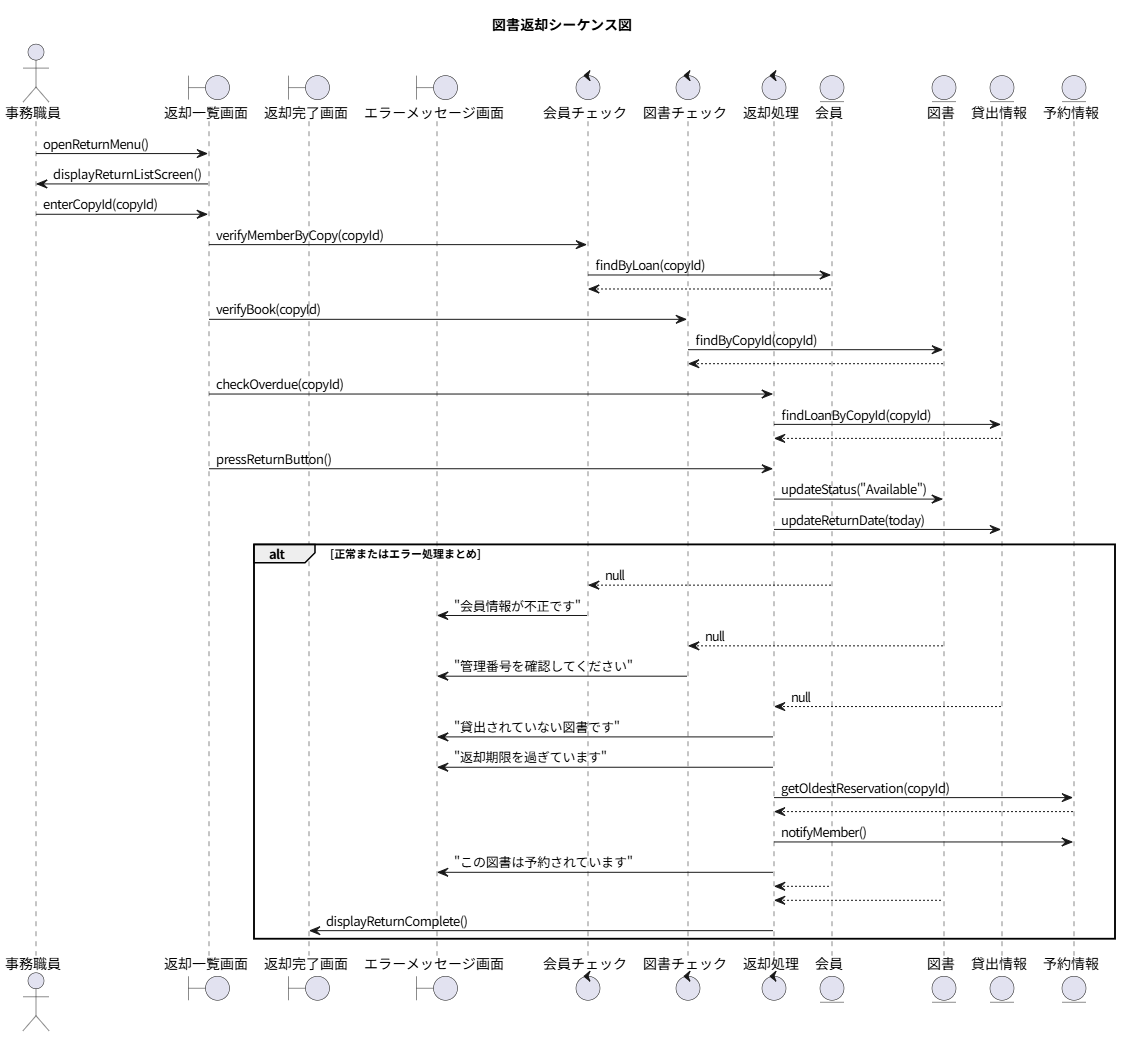 図書返却シーケンス図
事務職員 返却一覧画面 返却完了画面 エラーメッセージ画面 会員チェック 図書チェック 返却処理 会員 図書 貸出情報 予約情報
openReturnMenu()
displayReturnListScreen()
enterCopyId(copyId)
verifyMemberByCopy(copyId)
findByLoan(copyId)
verifyBook(copyId)
findByCopyId(copyId)
checkOverdue(copyId)
findLoanByCopyId(copyId)
pressReturnButton()
updateStatus("Available")
updateReturnDate(today)
alt [正常またはエラー処理まとめ]
null
"会員情報が不正です"
null
"管理番号を確認してください"
null
"貸出されていない図書です"
"返却期限を過ぎています"
getOldestReservation(copyId)
notifyMember()
"この図書は予約されています"
displayReturnComplete()
事務職員 返却一覧画面 返却完了画面 エラーメッセージ画面 会員チェック 図書チェック 返却処理 会員 図書 貸出情報 予約情報